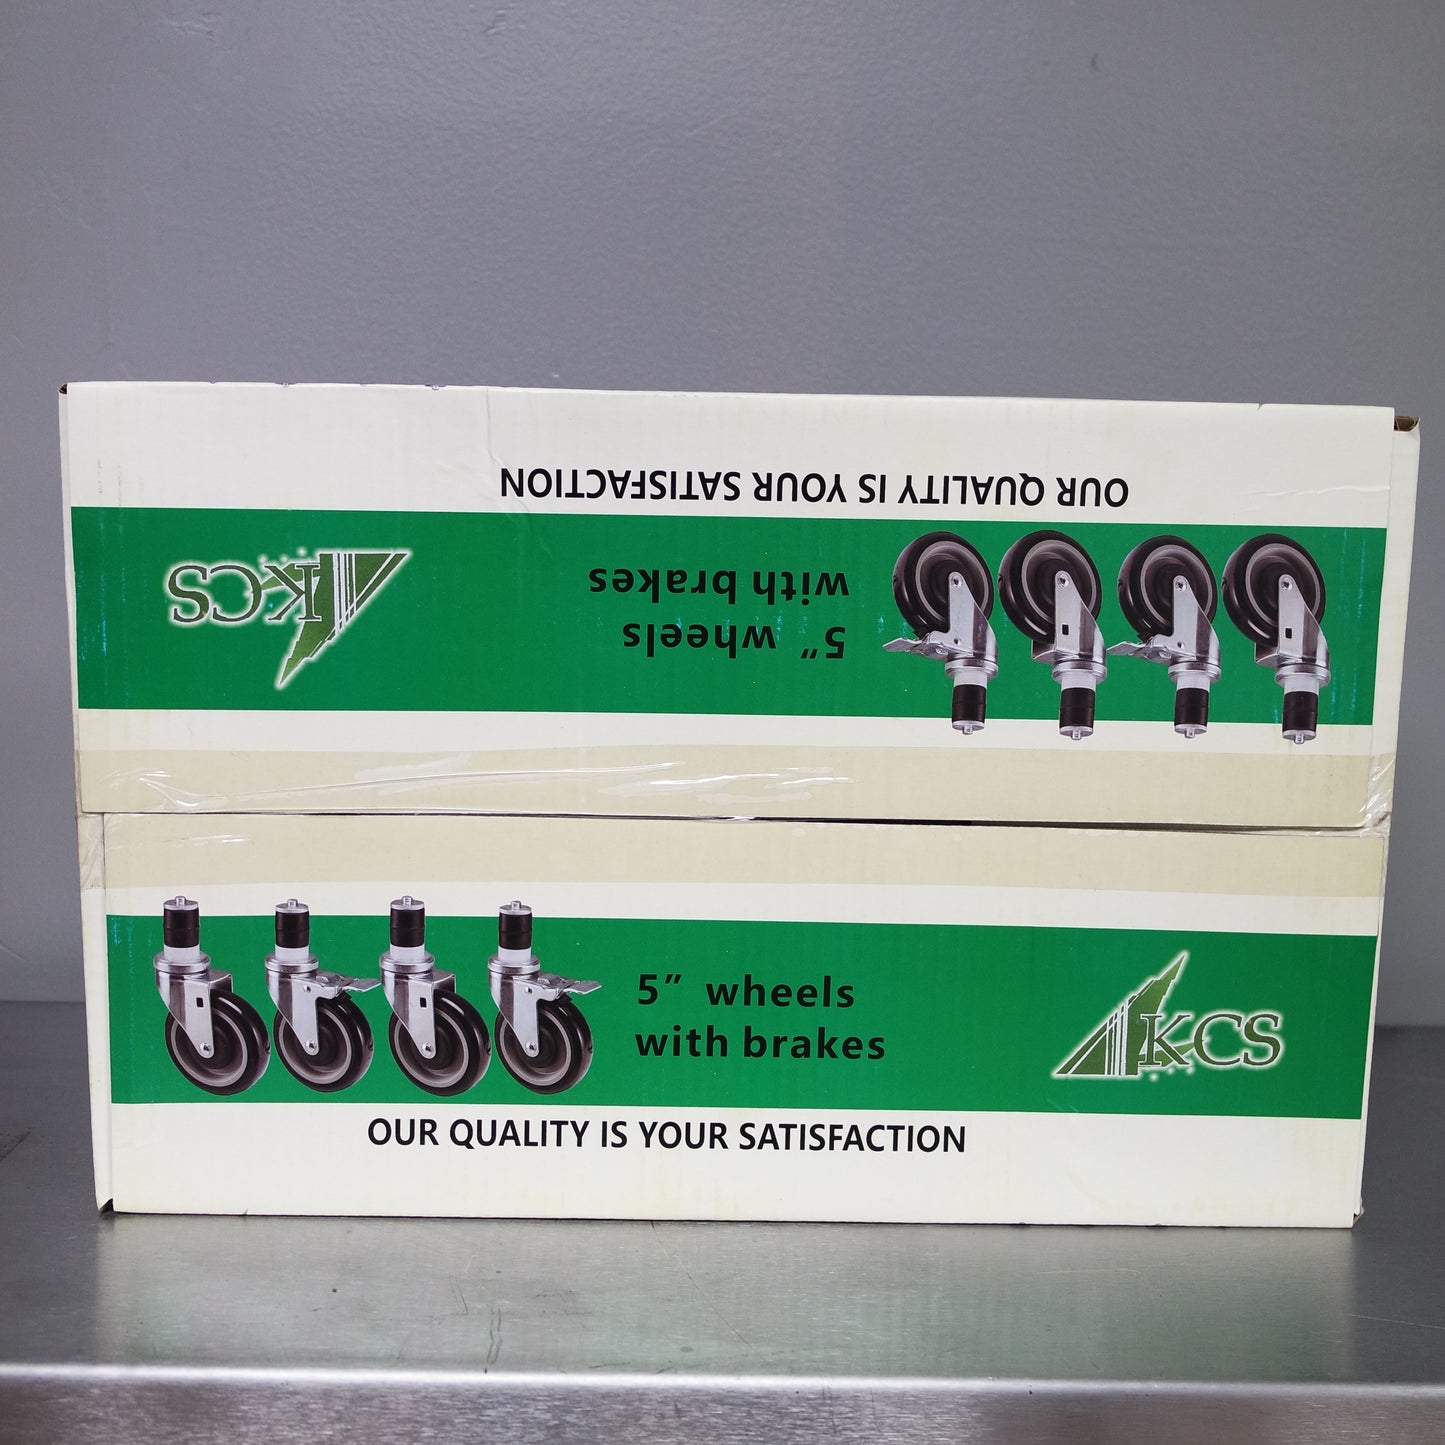 OUR QUALITY IS YOUR SATISFACTION
5" wheels
with brakes
KCS
5" wheels
with brakes
KCS
OUR QUALITY IS YOUR SATISFACTION